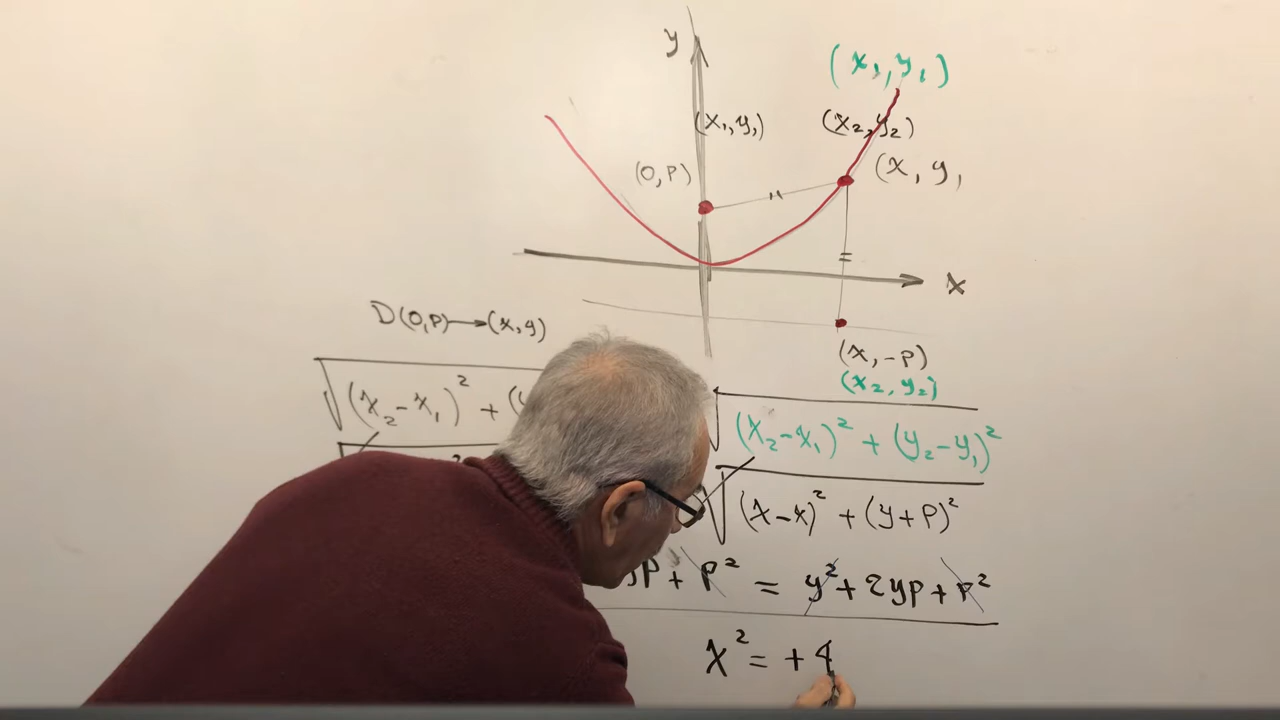 y
(x₁, y₁)
(x₁, y₁)
(x₂, y₂)
(0, P)
(x, y,
x
D(0,P)→(x,y)
(x, -P)
(x₂, y₂)
√(x₂-x₁)² + (
√(x₂-x₁)² + (y₂-y₁)²
√(x-x)² + (y+P)²
P + P² = y² + 2yp + P²
x² = + 4